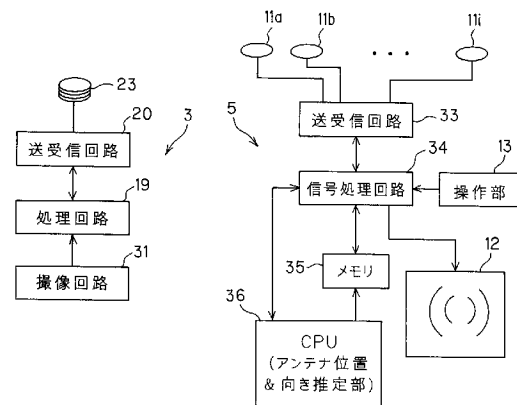 11a
11b
11i
. . .
23
20
3
5
送受信回路
33
送受信回路
34
13
19
信号処理回路
操作部
処理回路
31
35
メモリ
12
撮像回路
36
CPU
(アンテナ位置
&向き推定部)